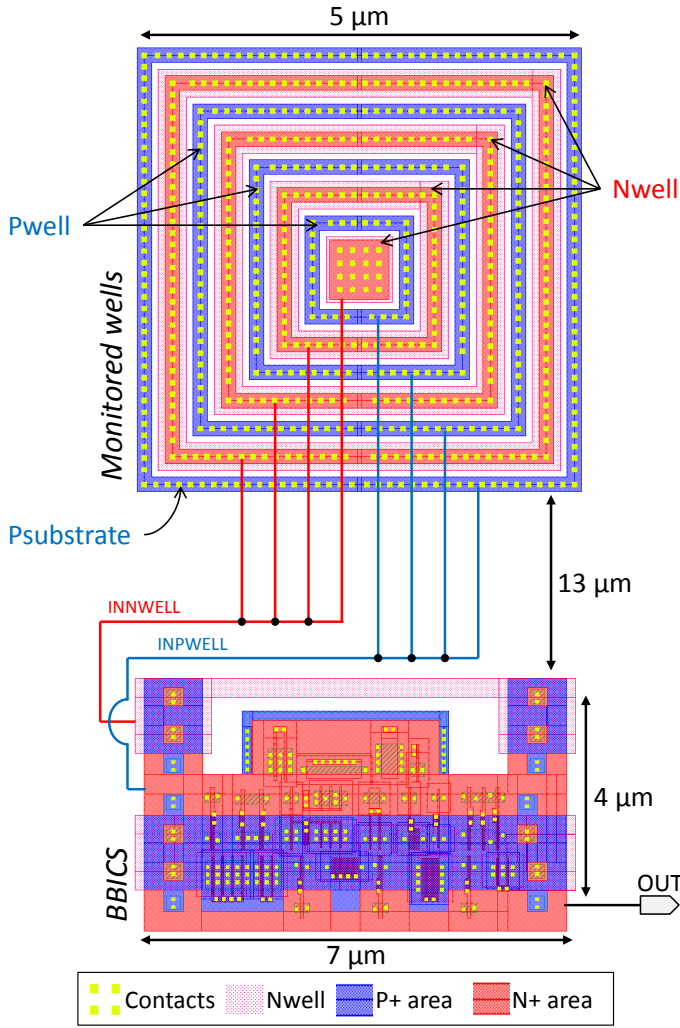 5 µm
Nwell
Pwell
Monitored wells
Psubstrate
13 µm
INNWELL
INPWELL
4 µm
BBICS
OUT
7 µm
Contacts
Nwell
P+ area
N+ area